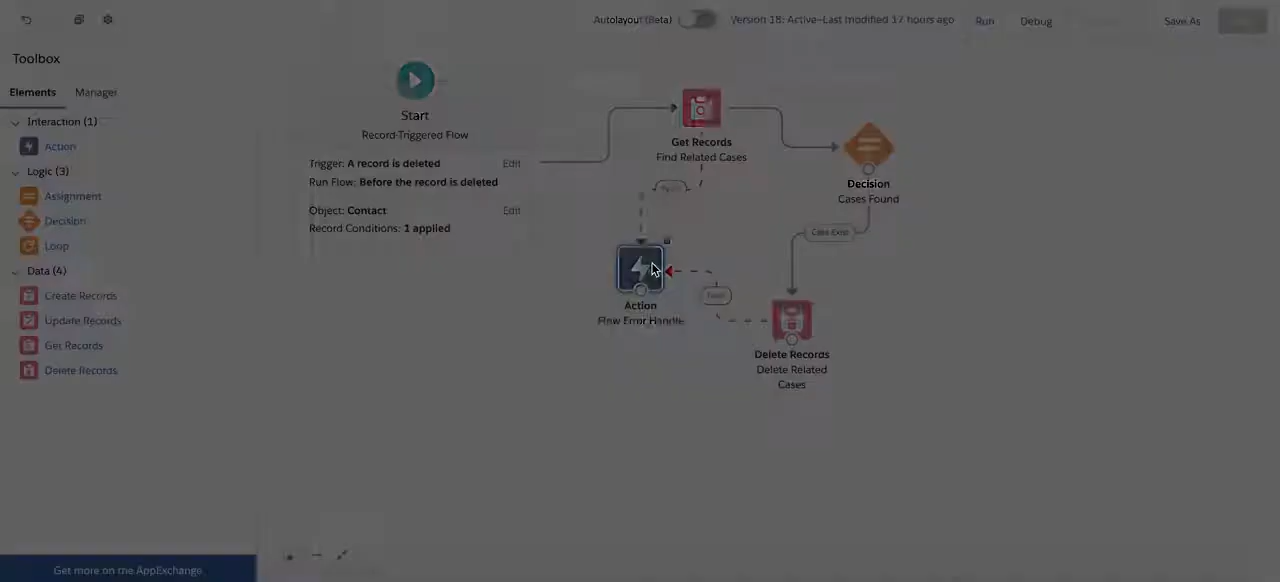 Autolayout (Beta)
Version 18: Active—Last modified 17 hours ago
Run
Debug
Save As
Toolbox
Elements
Manager
Interaction (1)
Action
Logic (3)
Assignment
Decision
Loop
Data (4)
Create Records
Update Records
Get Records
Delete Records
Get more on the AppExchange
Start
Record-Triggered Flow
Trigger: A record is deleted
Edit
Run Flow: Before the record is deleted
Object: Contact
Edit
Record Conditions: 1 applied
Get Records
Find Related Cases
Decision
Cases Found
Action
Flow Error Handle
Delete Records
Delete Related
Cases